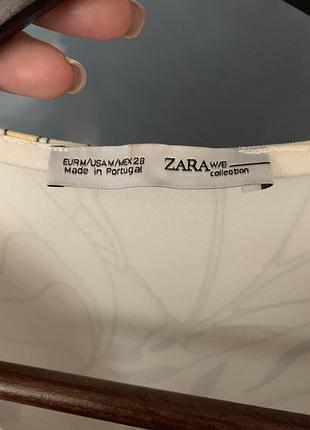 EUR M/USA M/MEX 28
Made in Portugal
ZARA W/B
collection